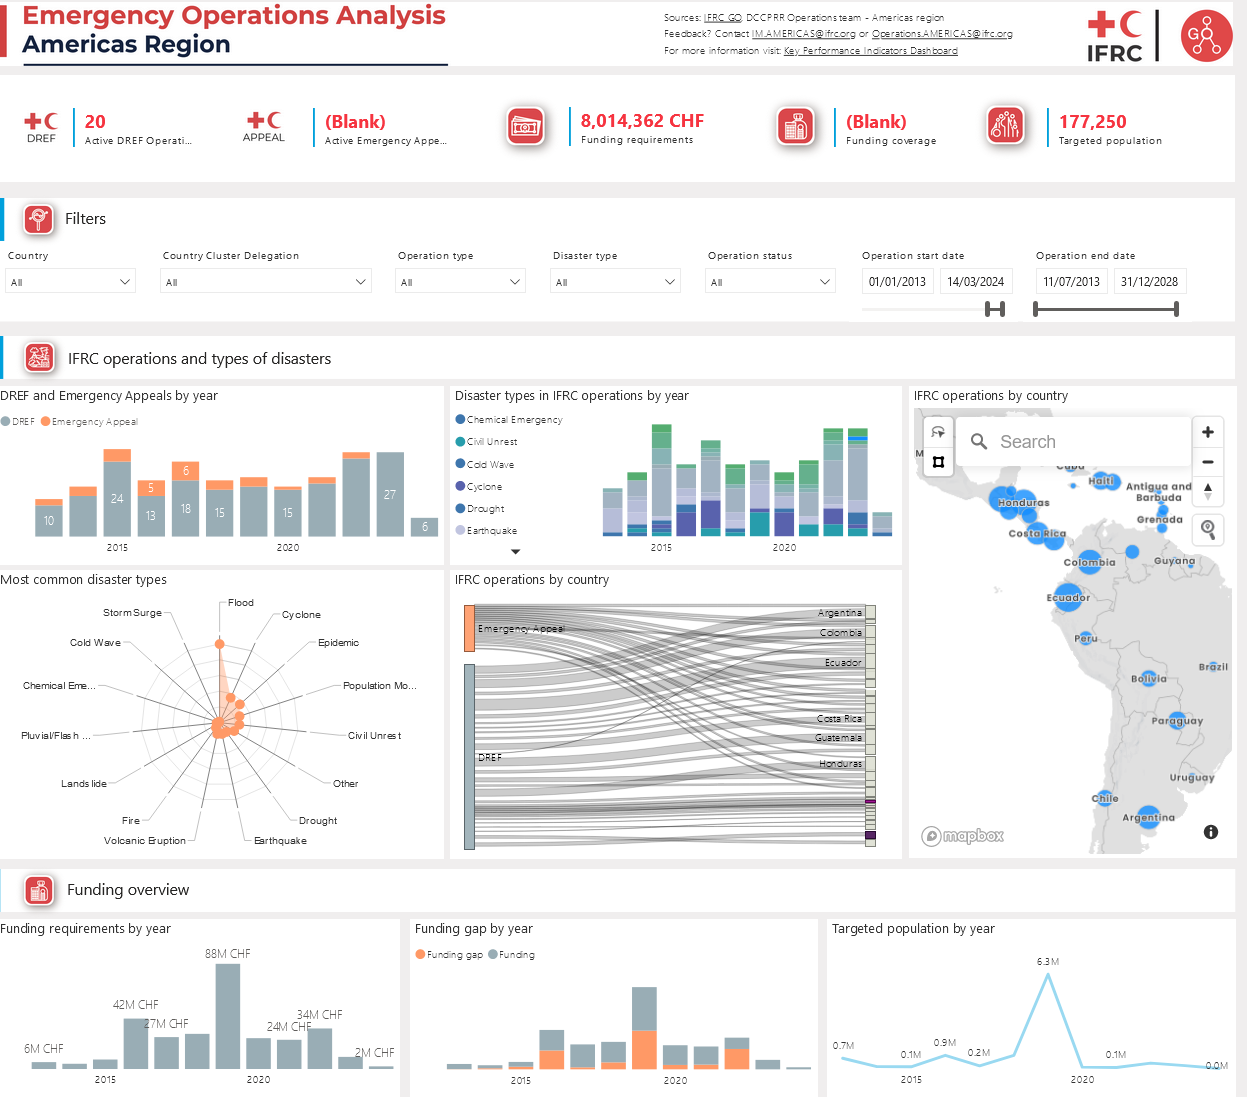 Emergency Operations Analysis
Americas Region
Sources: IFRC GO, DCCPRR Operations team - Americas region
Feedback? Contact IM.AMERICAS@ifrc.org or Operations.AMERICAS@ifrc.org
For more information visit: Key Performance Indicators Dashboard
IFRC
GO
DREF
20
Active DREF Operati...
APPEAL
(Blank)
Active Emergency Appe...
8,014,362 CHF
Funding requirements
(Blank)
Funding coverage
177,250
Targeted population
Filters
Country
All
Country Cluster Delegation
All
Operation type
All
Disaster type
All
Operation status
All
Operation start date
01/01/2013 14/03/2024
Operation end date
11/07/2013 31/12/2028
IFRC operations and types of disasters
DREF and Emergency Appeals by year
DREF Emergency Appeal
10 24 5 13 6 18 15 15 27 6
2015 2020
Disaster types in IFRC operations by year
Chemical Emergency
Civil Unrest
Cold Wave
Cyclone
Drought
Earthquake
2015 2020
IFRC operations by country
Search
M
Cuba
Haiti
Antigua and
Barbuda
Honduras
Grenada
Costa Rica
Colombia
Guyana
Ecuador
Peru
Brazil
Bolivia
Paraguay
Uruguay
Chile
Argentina
mapbox
Most common disaster types
Flood
Cyclone
Epidemic
Population Mo...
Civil Unrest
Other
Drought
Earthquake
Volcanic Eruption
Fire
Landslide
Pluvial/Flash ...
Chemical Eme...
Cold Wave
Storm Surge
IFRC operations by country
Emergency Appeal
DREF
Argentina
Colombia
Ecuador
Costa Rica
Guatemala
Honduras
Funding overview
Funding requirements by year
6M CHF
42M CHF
27M CHF
88M CHF
24M CHF
34M CHF
2M CHF
2015 2020
Funding gap by year
Funding gap Funding
2015 2020
Targeted population by year
0.7M
0.1M
0.9M
0.2M
6.3M
0.1M
0.0M
2015 2020